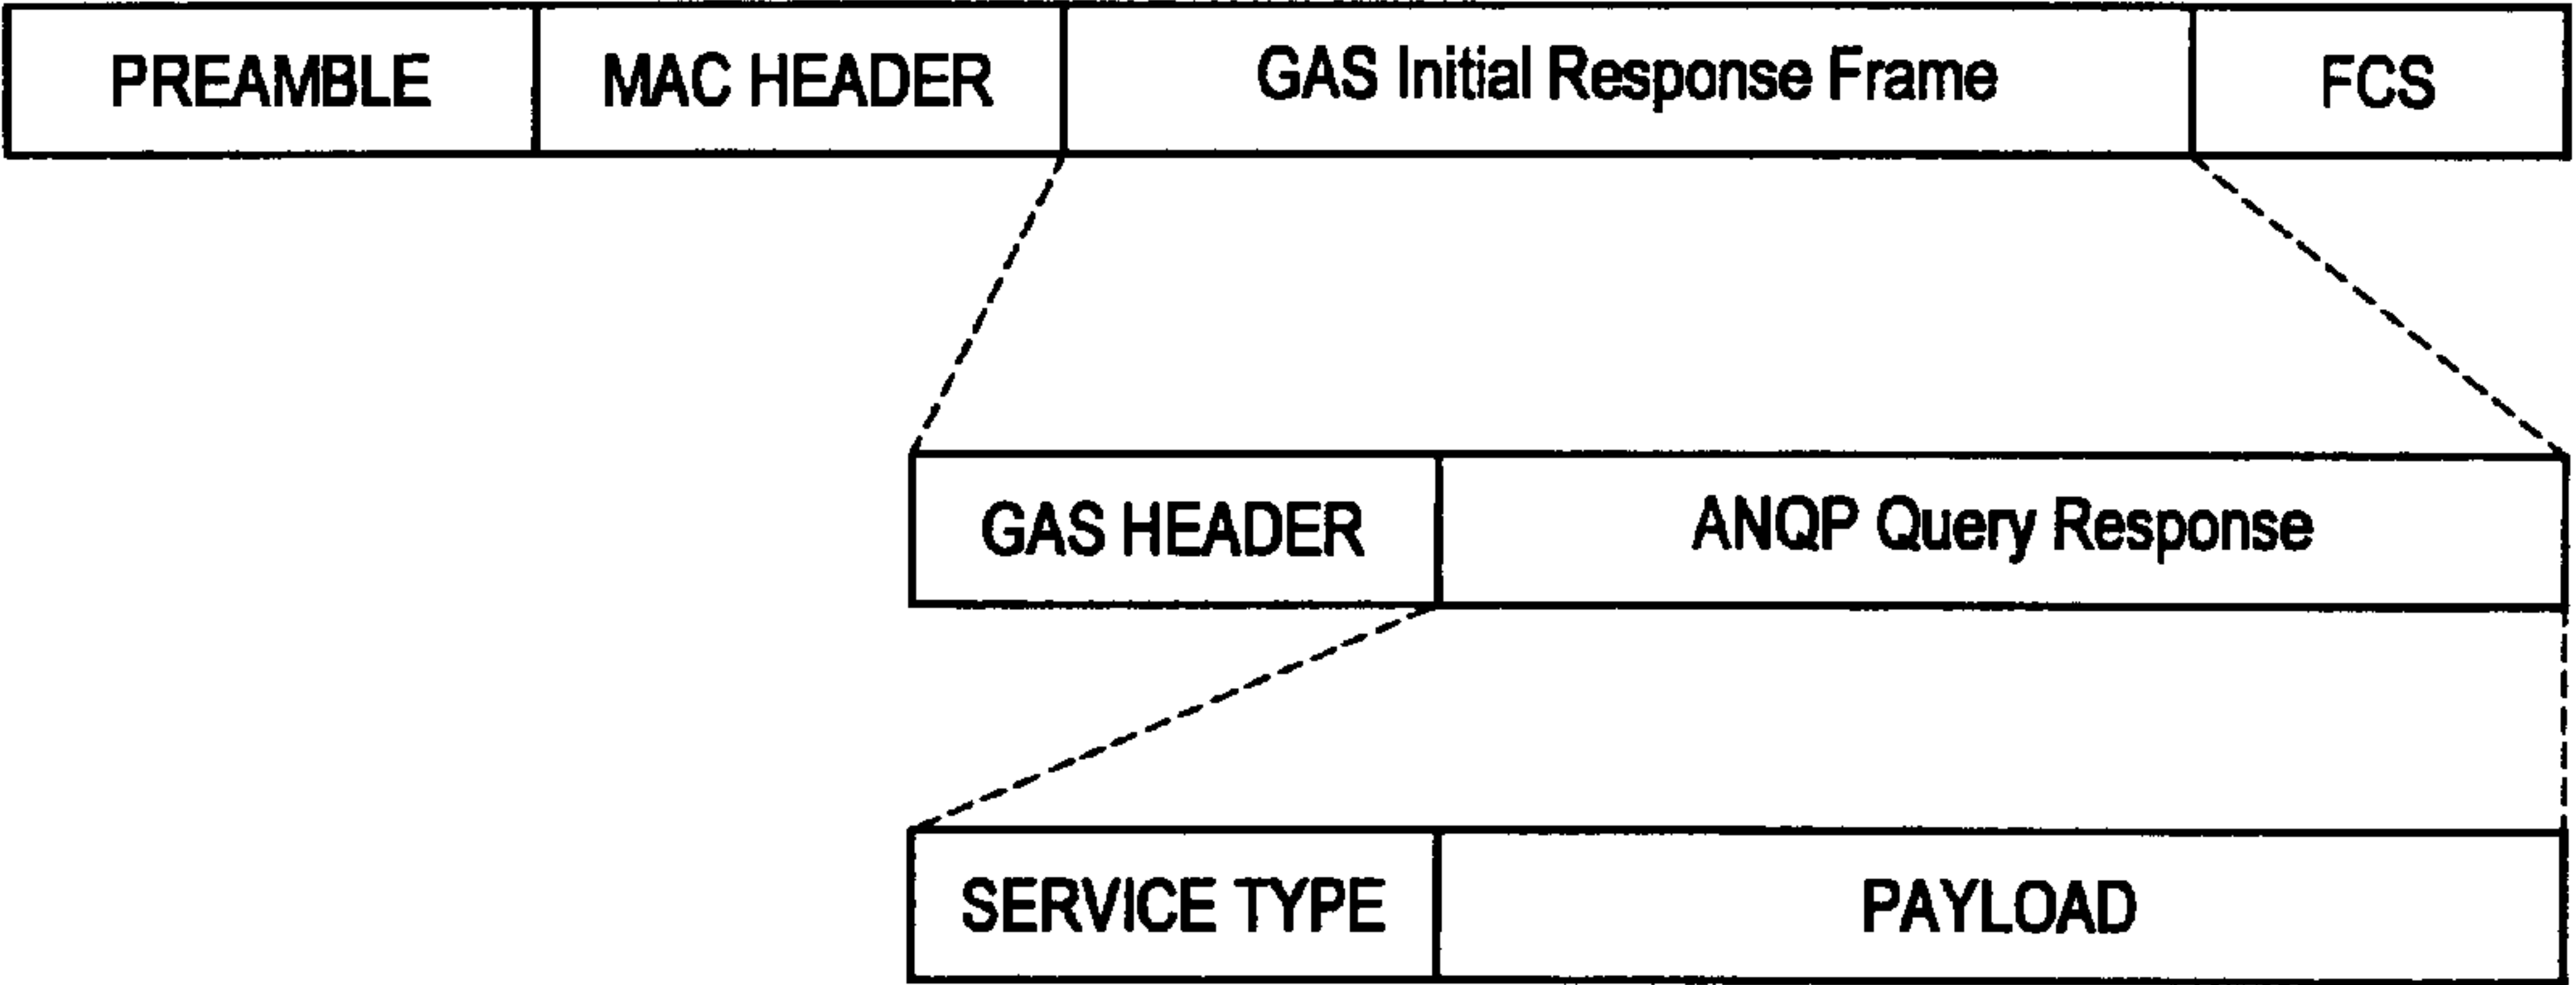 PREAMBLE
MAC HEADER
GAS Initial Response Frame
FCS
GAS HEADER
ANQP Query Response
SERVICE TYPE
PAYLOAD